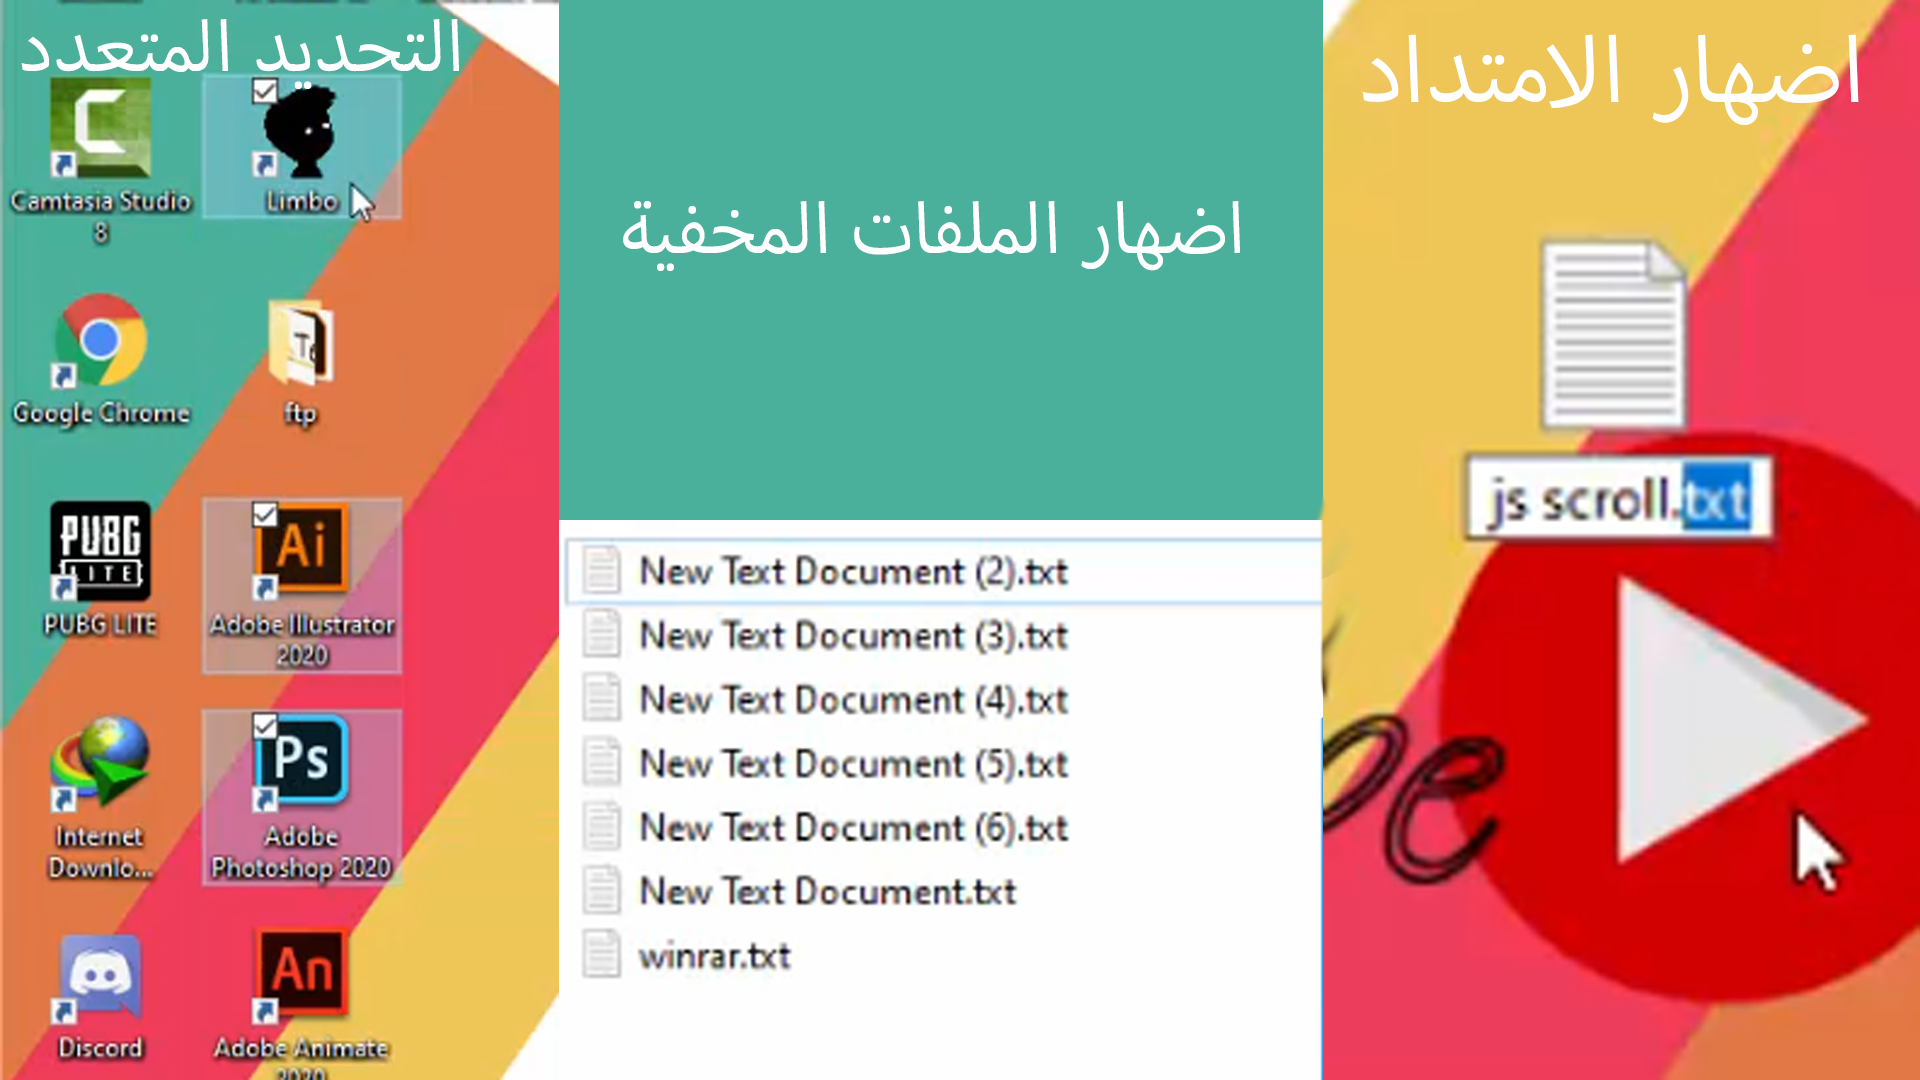 التحديد المتعدد
Camtasia Studio
8
Limbo
Google Chrome
ftp
PUBG
LITE
PUBG LITE
Ai
Adobe Illustrator
2020
Internet
Downlo...
Ps
Adobe
Photoshop 2020
Discord
An
Adobe Animate
2020
اضهار الملفات المخفية
New Text Document (2).txt
New Text Document (3).txt
New Text Document (4).txt
New Text Document (5).txt
New Text Document (6).txt
New Text Document.txt
winrar.txt
اضهار الامتداد
js scroll.txt